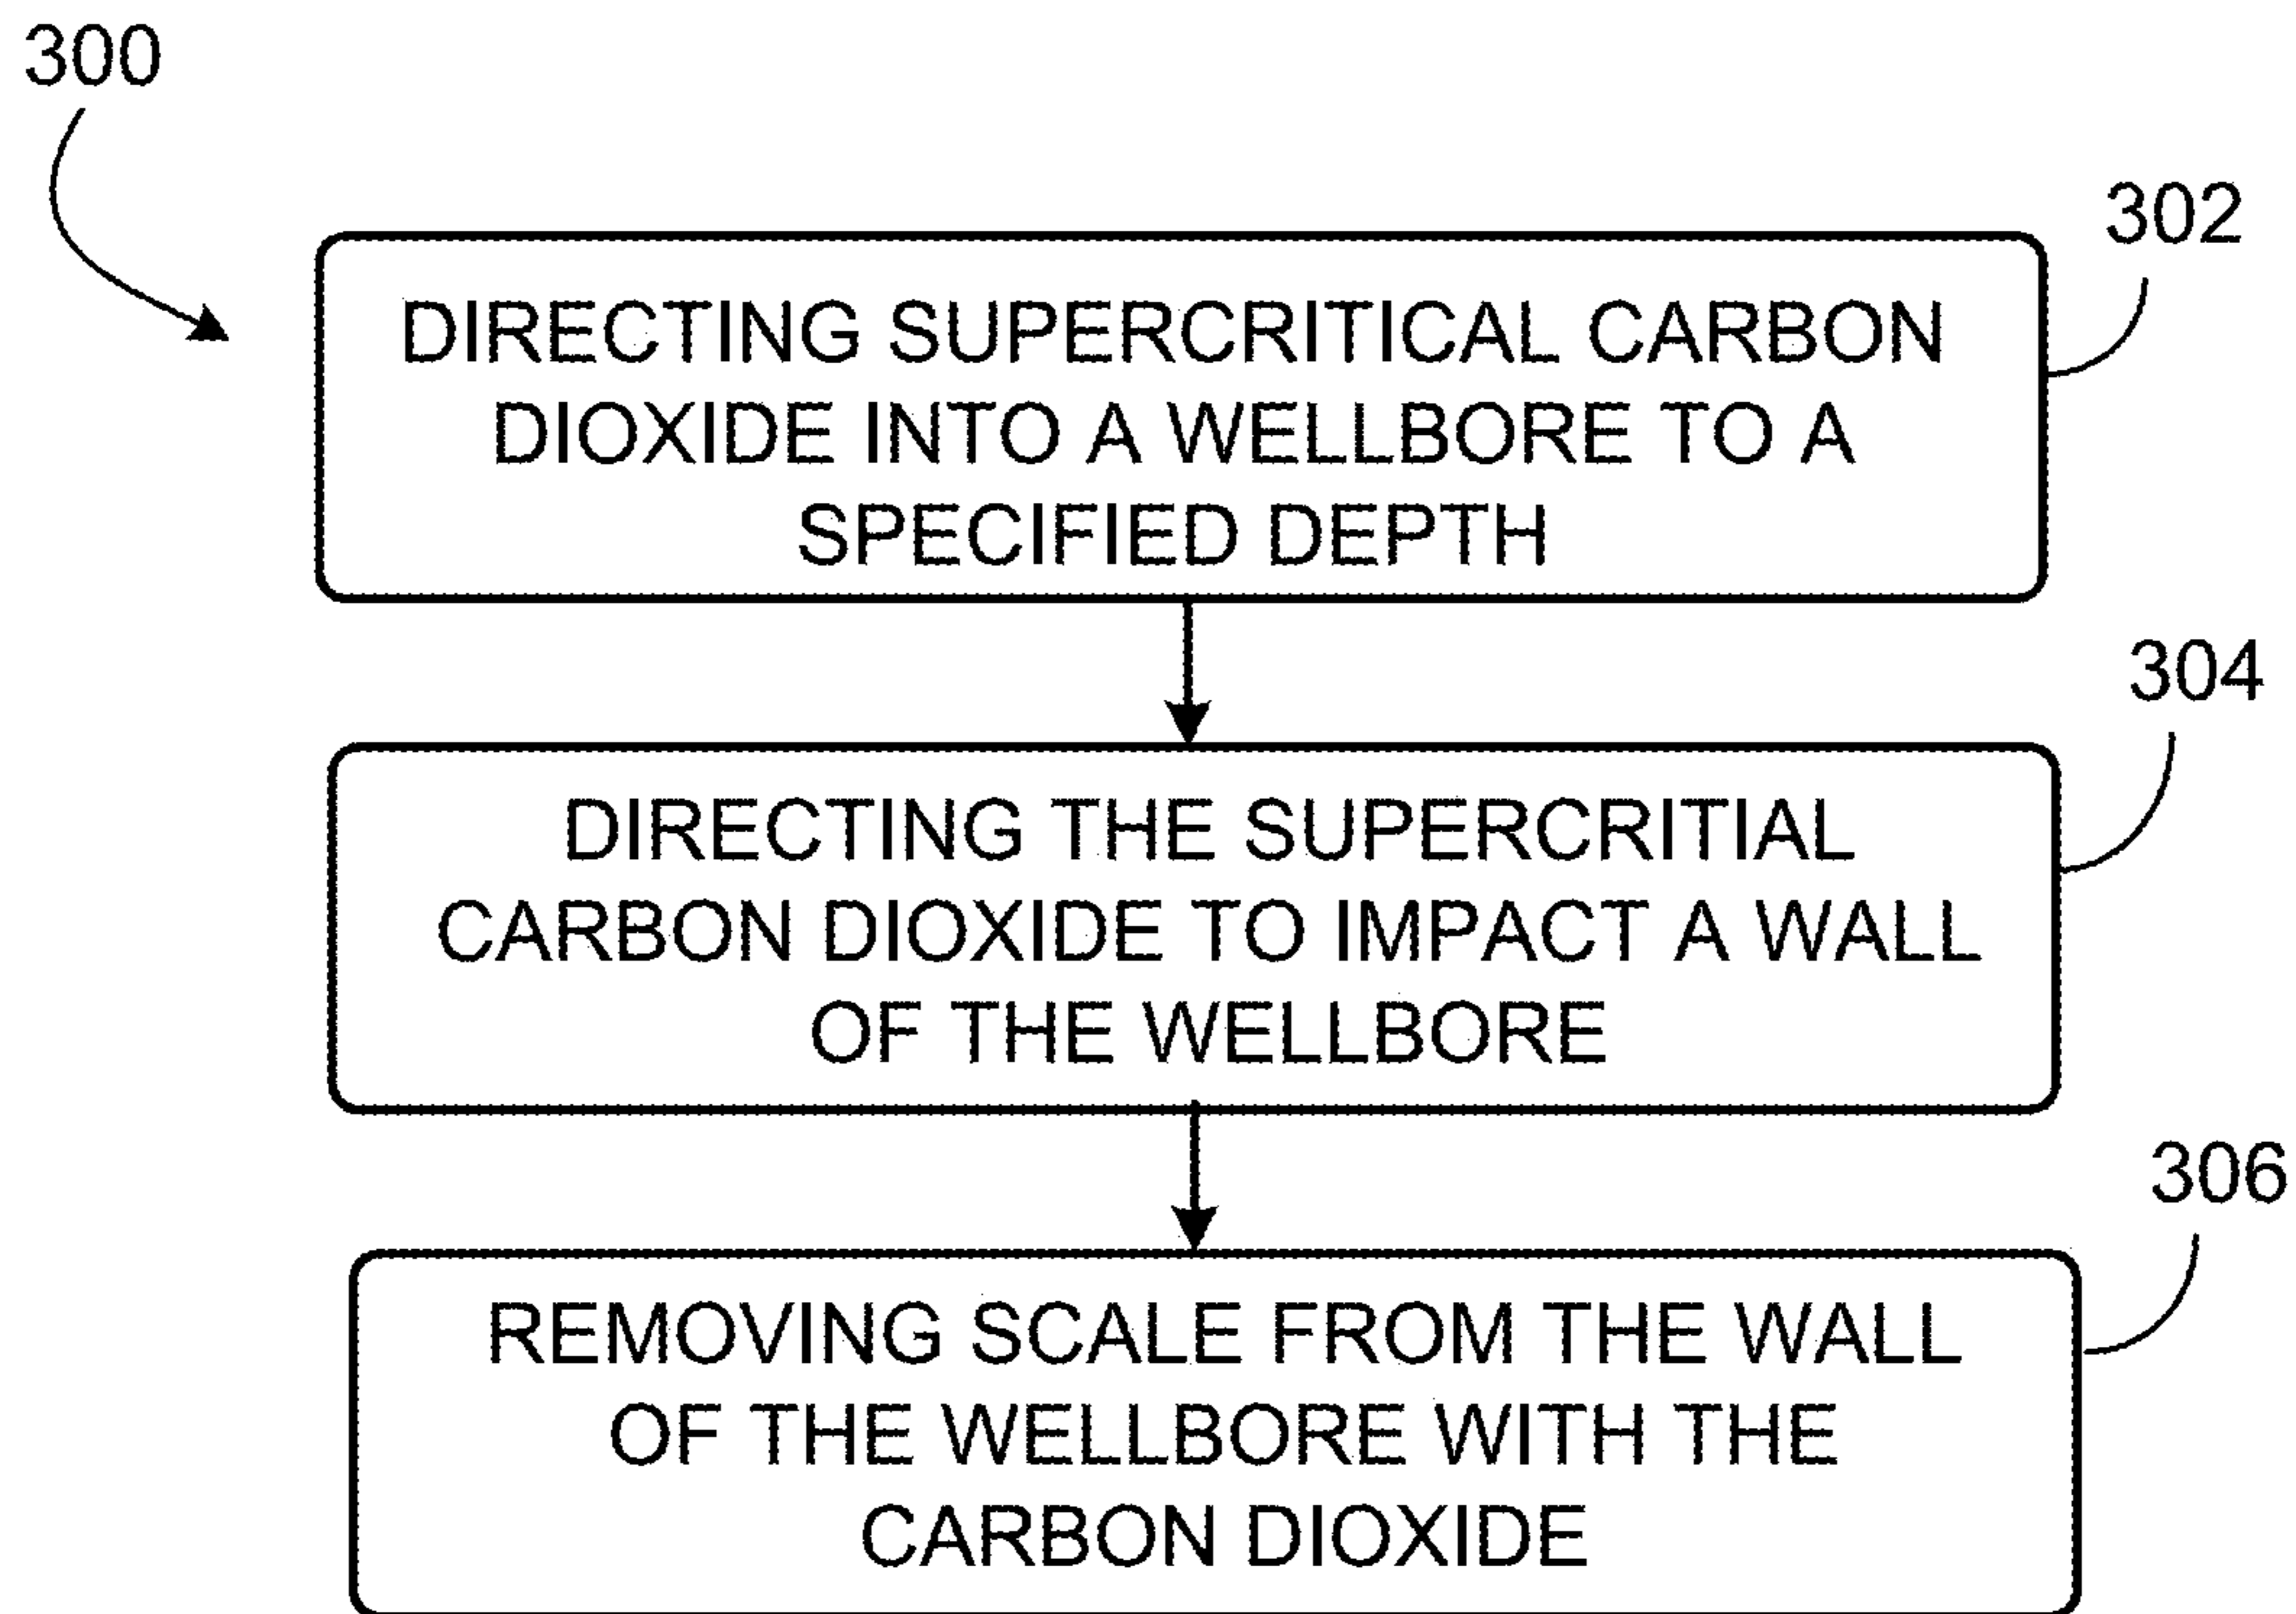 300
302
DIRECTING SUPERCRITICAL CARBON
DIOXIDE INTO A WELLBORE TO A
SPECIFIED DEPTH
304
DIRECTING THE SUPERCRITIAL
CARBON DIOXIDE TO IMPACT A WALL
OF THE WELLBORE
306
REMOVING SCALE FROM THE WALL
OF THE WELLBORE WITH THE
CARBON DIOXIDE